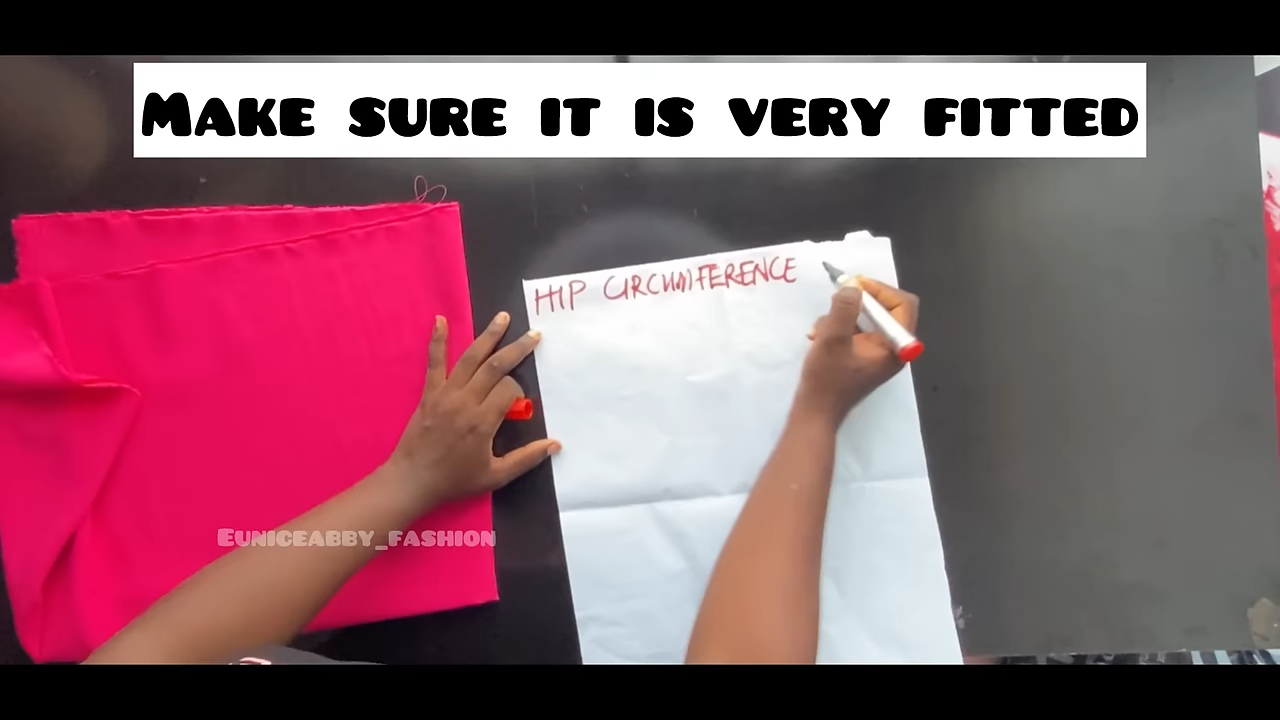 MAKE SURE IT IS VERY FITTED
HIP CIRCUMFERENCE
EUNICEABBY_FASHION